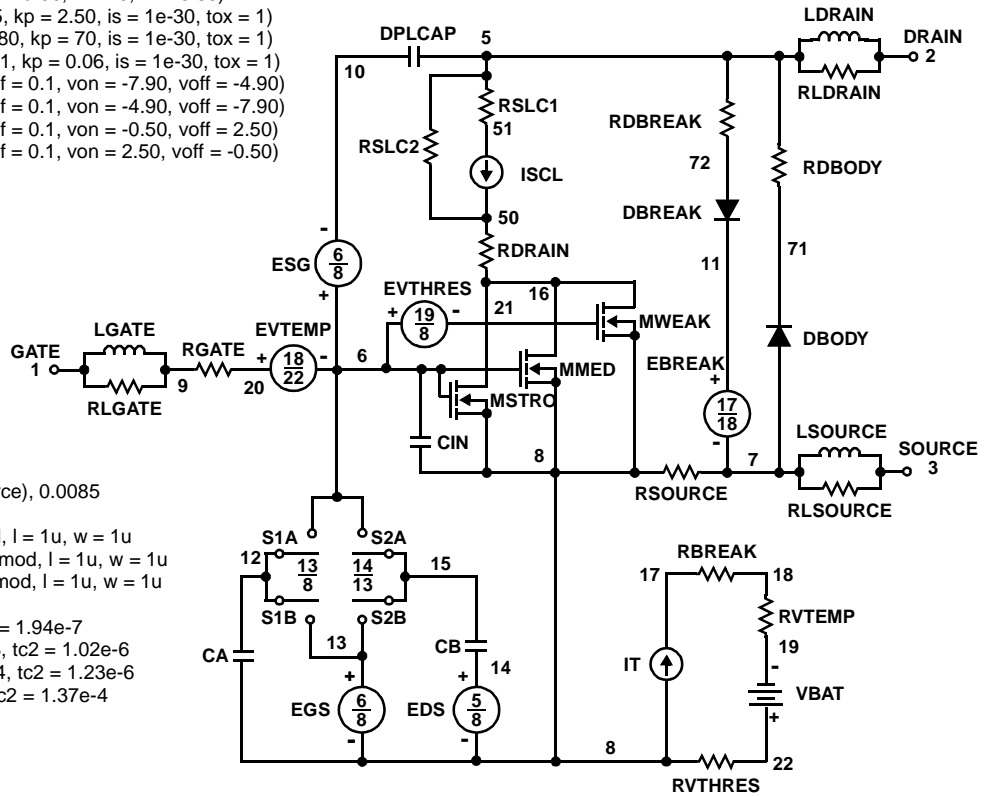 5, kp = 2.50, is = 1e-30, tox = 1)
80, kp = 70, is = 1e-30, tox = 1)
1, kp = 0.06, is = 1e-30, tox = 1)
f = 0.1, von = -7.90, voff = -4.90)
f = 0.1, von = -4.90, voff = -7.90)
f = 0.1, von = -0.50, voff = 2.50)
f = 0.1, von = 2.50, voff = -0.50)
DPLCAP
5
10
LDRAIN
DRAIN
2
RLDRAIN
RSLC1
51
RSLC2
ISCL
RDBREAK
72
RDBODY
50
DBREAK
RDRAIN
71
11
ESG
6
8
-
+
EVTHRES
+
19
8
-
21
16
MWEAK
DBODY
LGATE
GATE
1
RLGATE
9
RGATE
20
EVTEMP
+
18
22
-
6
MMED
MSTRO
EBREAK
+
17
18
-
CIN
8
LSOURCE
SOURCE
3
7
RSOURCE
RLSOURCE
rce), 0.0085
l, l = 1u, w = 1u
mod, l = 1u, w = 1u
mod, l = 1u, w = 1u
= 1.94e-7
, tc2 = 1.02e-6
4, tc2 = 1.23e-6
c2 = 1.37e-4
S1A
S2A
12
13
8
14
13
15
S1B
S2B
13
CA
CB
14
+
EGS
6
8
-
+
EDS
5
8
-
8
RBREAK
17
18
RVTEMP
19
IT
-
VBAT
+
22
RVTHRES